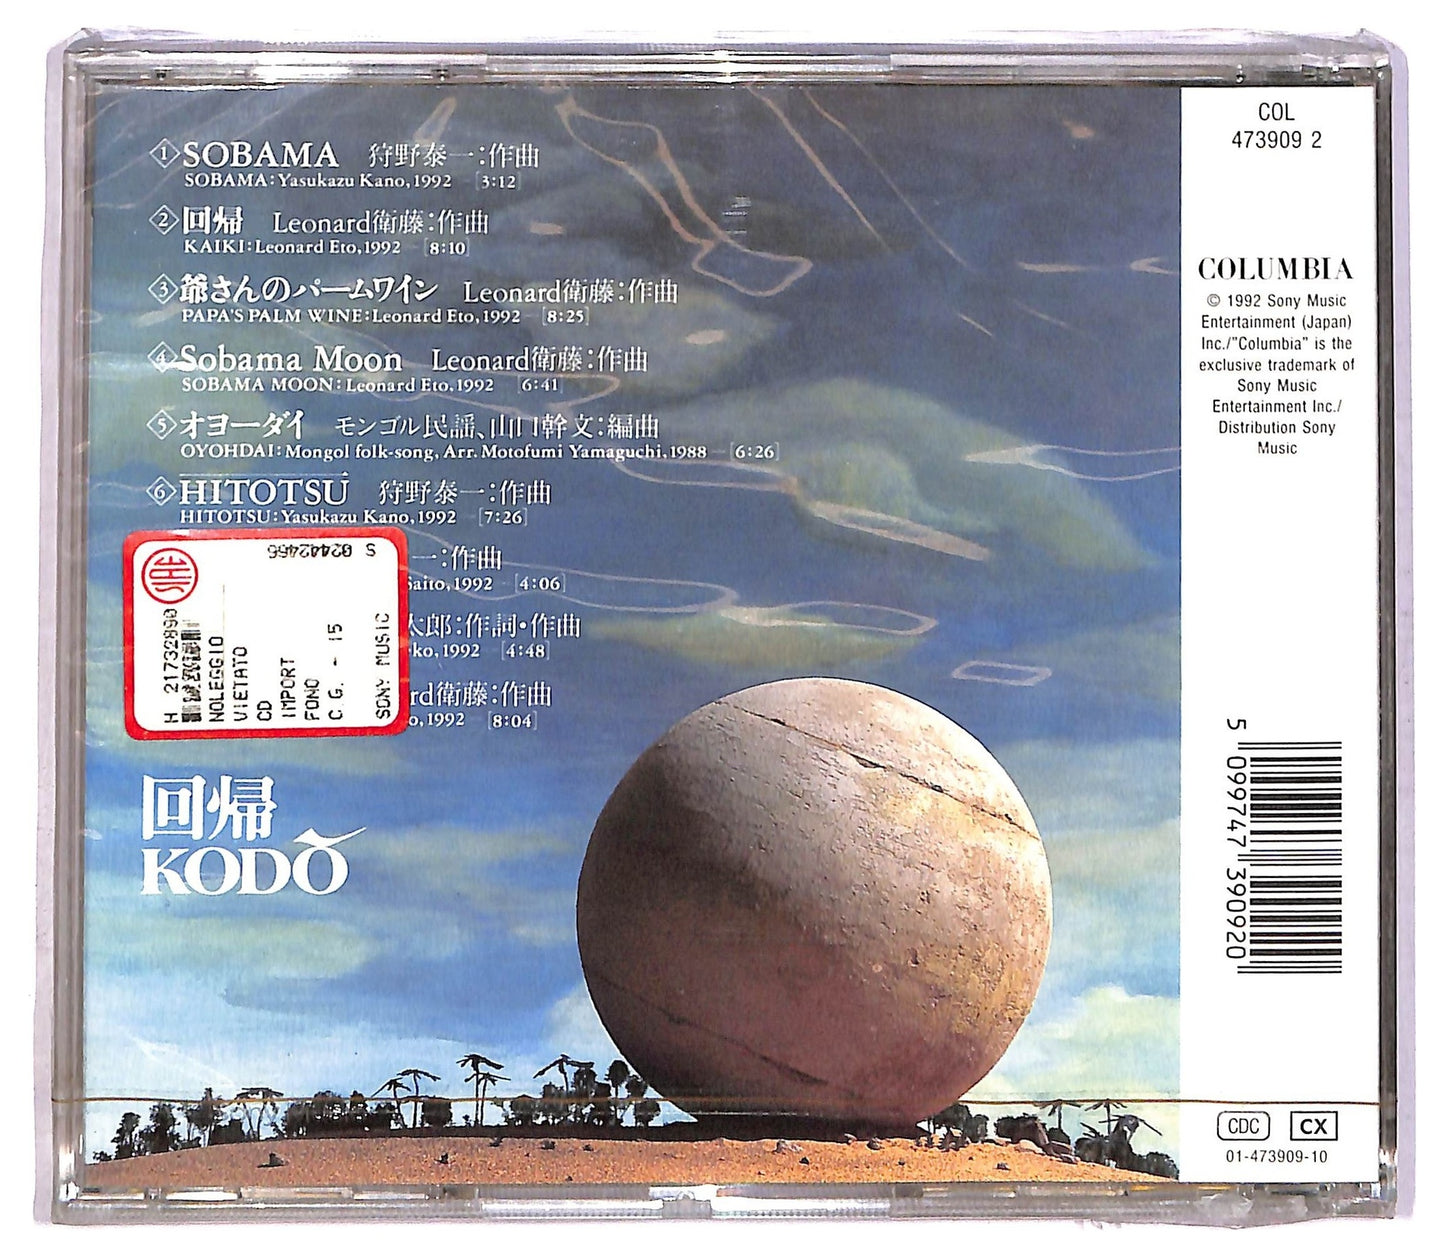 1 SOBAMA 狩野泰一:作曲
SOBAMA:Yasukazu Kano, 1992 [3:12]
2 回帰 Leonard衛藤:作曲
KAIKI:Leonard Eto, 1992 [8:10]
3 爺さんのパームワイン Leonard衛藤:作曲
PAPA'S PALM WINE:Leonard Eto, 1992 [8:25]
4 Sobama Moon Leonard衛藤:作曲
SOBAMA MOON:Leonard Eto, 1992 [6:41]
5 オヨーダイ モンゴル民謡、山口幹文:編曲
OYOHDAI:Mongol folk-song, Arr. Motofumi Yamaguchi, 1988 [6:26]
6 HITOTSU 狩野泰一:作曲
HITOTSU:Yasukazu Kano, 1992 [7:26]
一:作曲
Saito, 1992 [4:06]
太郎:作詞・作曲
ko, 1992 [4:48]
rd衛藤:作曲
o, 1992 [8:04]
S 02442466
SIAE
H 21732890
NOLEGGIO
VIETATO
CD
IMPORT
FONO
C.G. - 15
SONY MUSIC
回帰
KODŌ
COL
473909 2
COLUMBIA
© 1992 Sony Music
Entertainment (Japan)
Inc./"Columbia" is the
exclusive trademark of
Sony Music
Entertainment Inc./
Distribution Sony
Music
5 099747 390920
CDC CX
01-473909-10